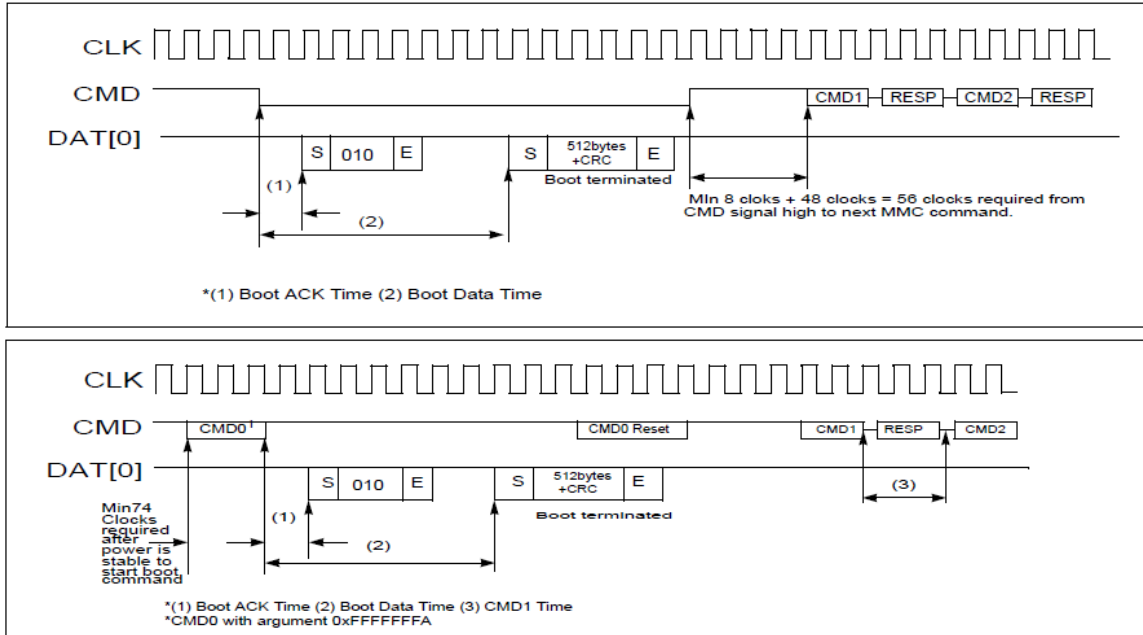 CLK
CMD
CMD1 RESP CMD2 RESP
DAT[0]
S 010 E S 512bytes +CRC E
Boot terminated
(1)
(2)
MIn 8 cloks + 48 clocks = 56 clocks required from
CMD signal high to next MMC command.
*(1) Boot ACK Time (2) Boot Data Time
CLK
CMD
CMD0 1 CMD0 Reset CMD1 RESP CMD2
DAT[0]
S 010 E S 512bytes +CRC E
Boot terminated
(3)
Min74
Clocks
required
after
power is
stable to
start boot
command
(1)
(2)
*(1) Boot ACK Time (2) Boot Data Time (3) CMD1 Time
*CMD0 with argument 0xFFFFFFFA